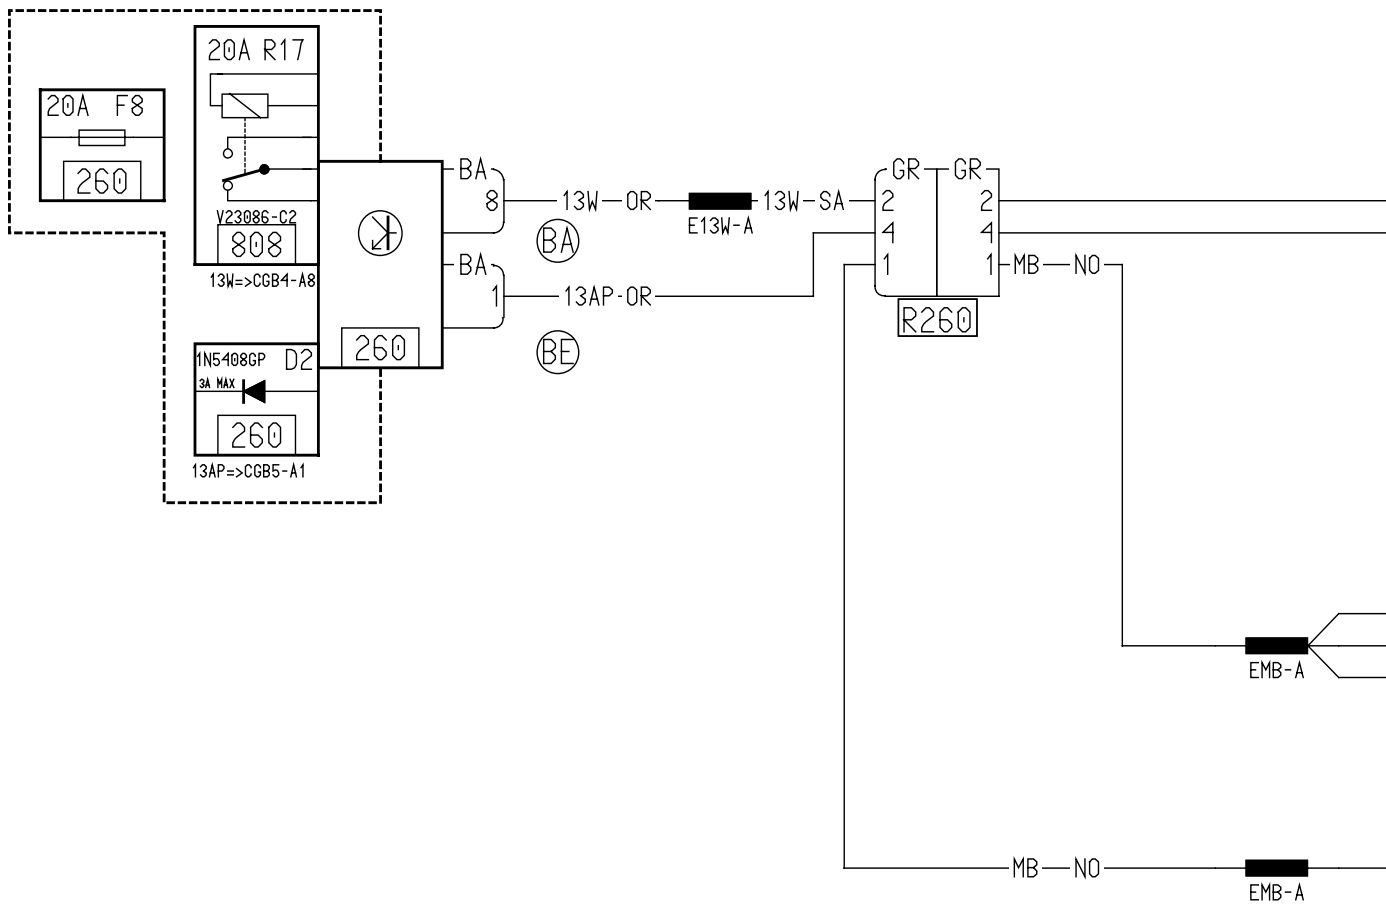 20A R17
20A F8
260
V23086-C2
808
13W=>CGB4-A8
BA
8
13W OR
13W SA
E13W-A
BA
BA
1
13AP-OR
BE
260
GR GR
2 2
4 4
1 1
MB NO
R260
1N5408GP D2
3A MAX
260
13AP=>CGB5-A1
EMB-A
MB NO
EMB-A